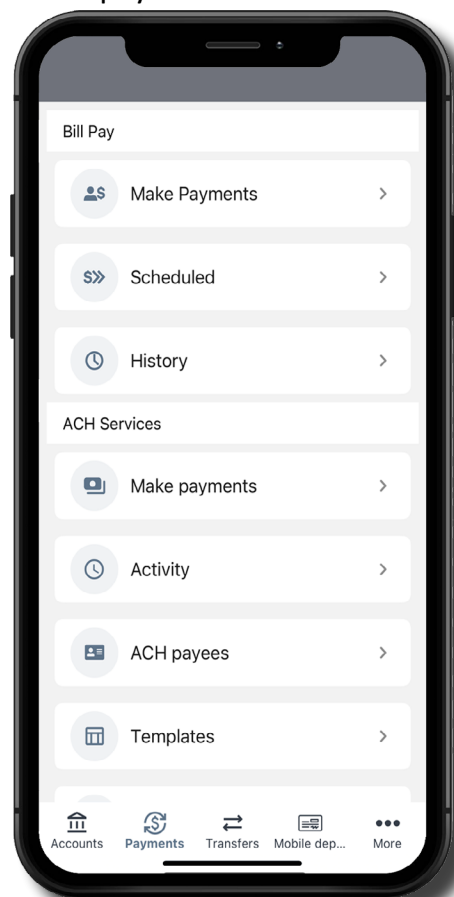 Bill Pay
Make Payments
Scheduled
History
ACH Services
Make payments
Activity
ACH payees
Templates
Accounts Payments Transfers Mobile dep... More